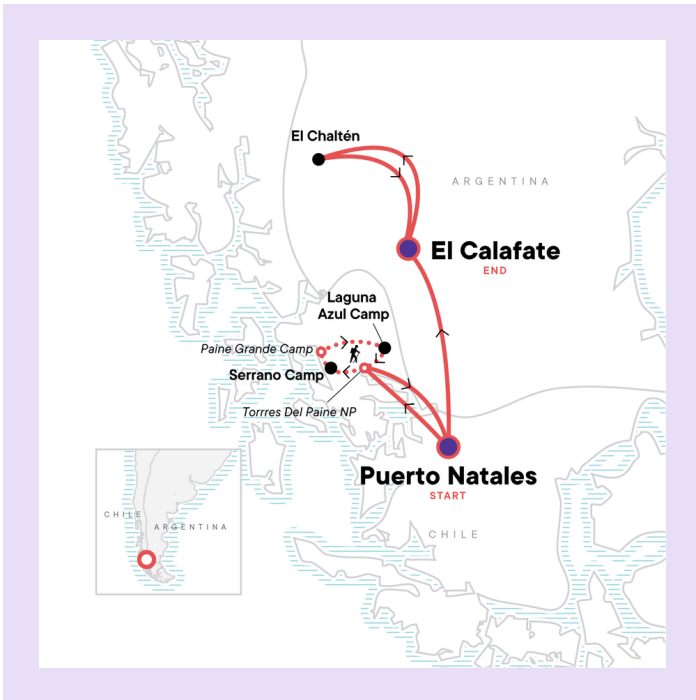 El Chaltén
ARGENTINA
El Calafate
END
Laguna
Azul Camp
Paine Grande Camp
Serrano Camp
Torrres Del Paine NP
Puerto Natales
START
CHILE
CHILE
ARGENTINA